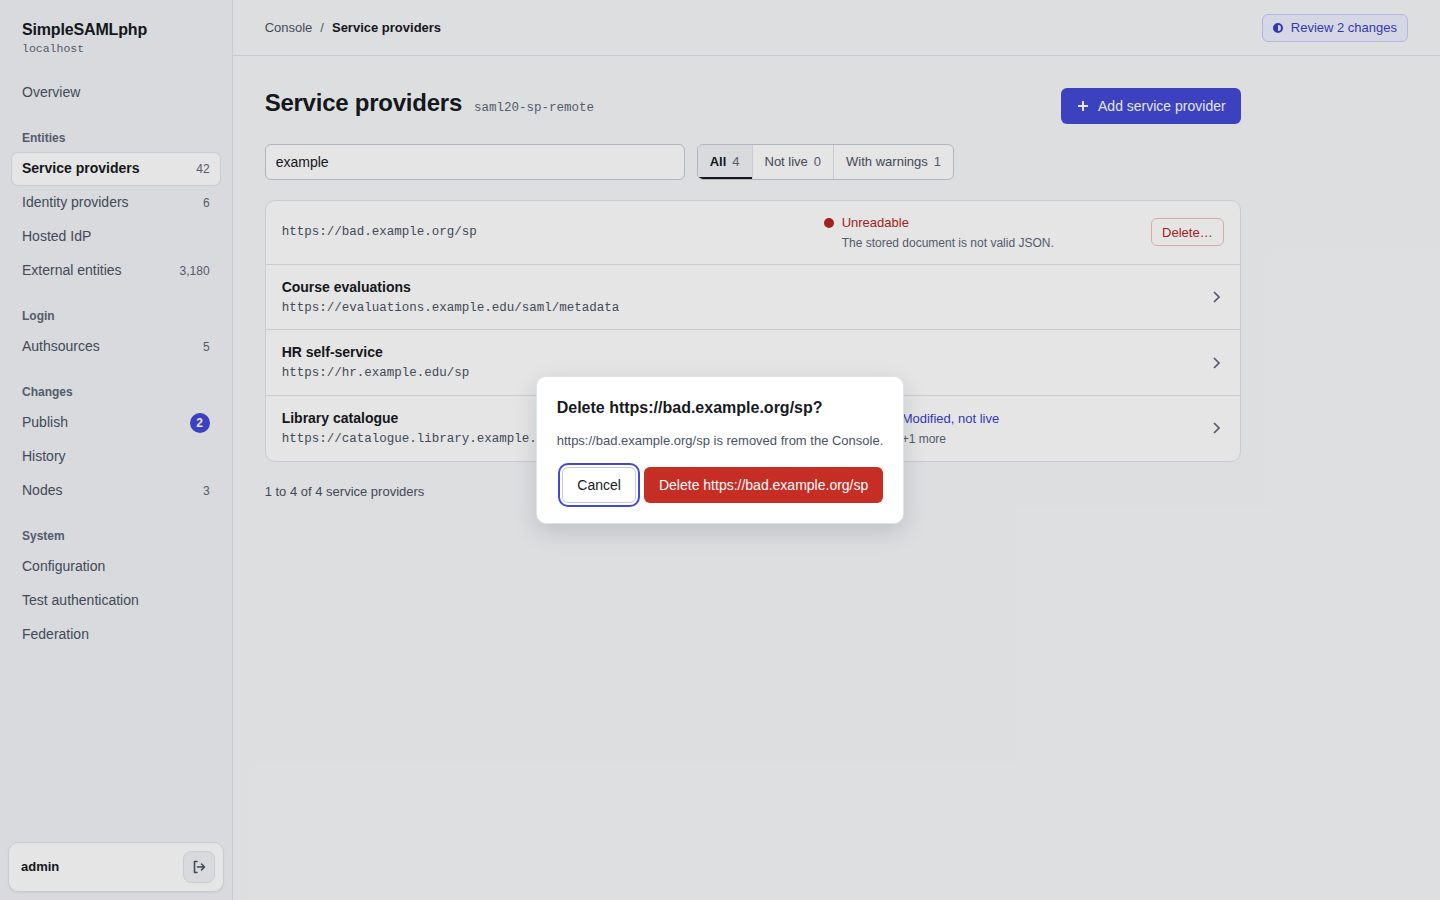 SimpleSAMLphp
localhost
Overview
Entities
Service providers 42
Identity providers 6
Hosted IdP
External entities 3,180
Login
Authsources 5
Changes
Publish 2
History
Nodes 3
System
Configuration
Test authentication
Federation
admin
Console / Service providers
Review 2 changes
Service providers saml20-sp-remote
Add service provider
example
All 4
Not live 0
With warnings 1
https://bad.example.org/sp
Unreadable
The stored document is not valid JSON.
Delete…
Course evaluations
https://evaluations.example.edu/saml/metadata
HR self-service
https://hr.example.edu/sp
Library catalogue
https://catalogue.library.example.
Modified, not live
+1 more
1 to 4 of 4 service providers
Delete https://bad.example.org/sp?
https://bad.example.org/sp is removed from the Console.
Cancel
Delete https://bad.example.org/sp